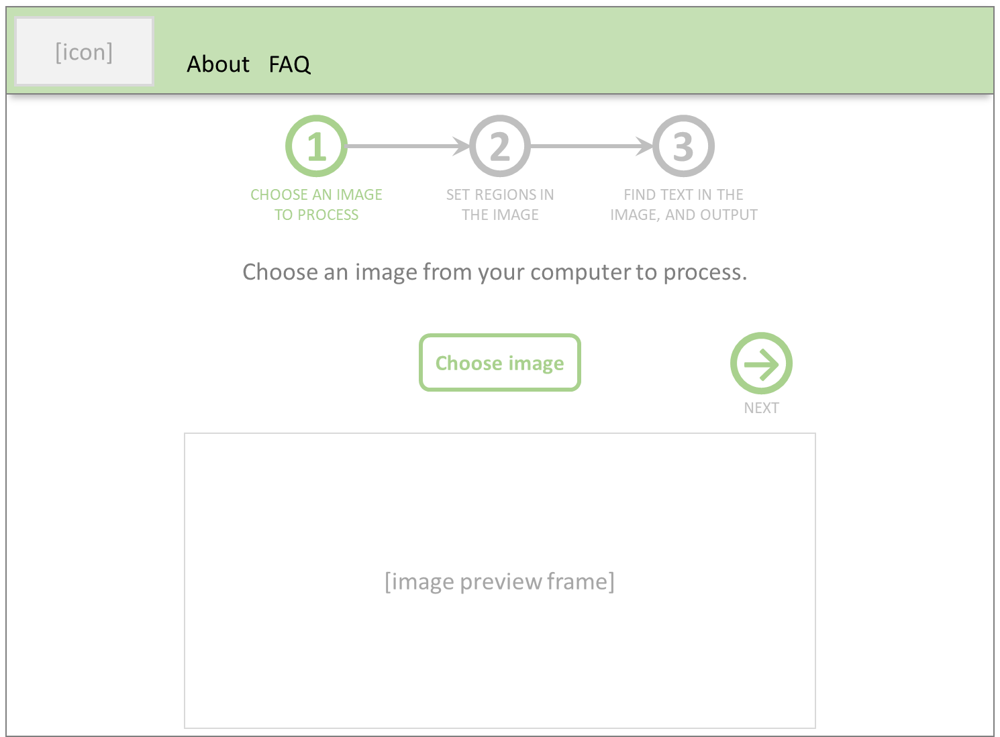 [icon]
About FAQ
1
2
3
CHOOSE AN IMAGE
TO PROCESS
SET REGIONS IN
THE IMAGE
FIND TEXT IN THE
IMAGE, AND OUTPUT
Choose an image from your computer to process.
Choose image
NEXT
[image preview frame]